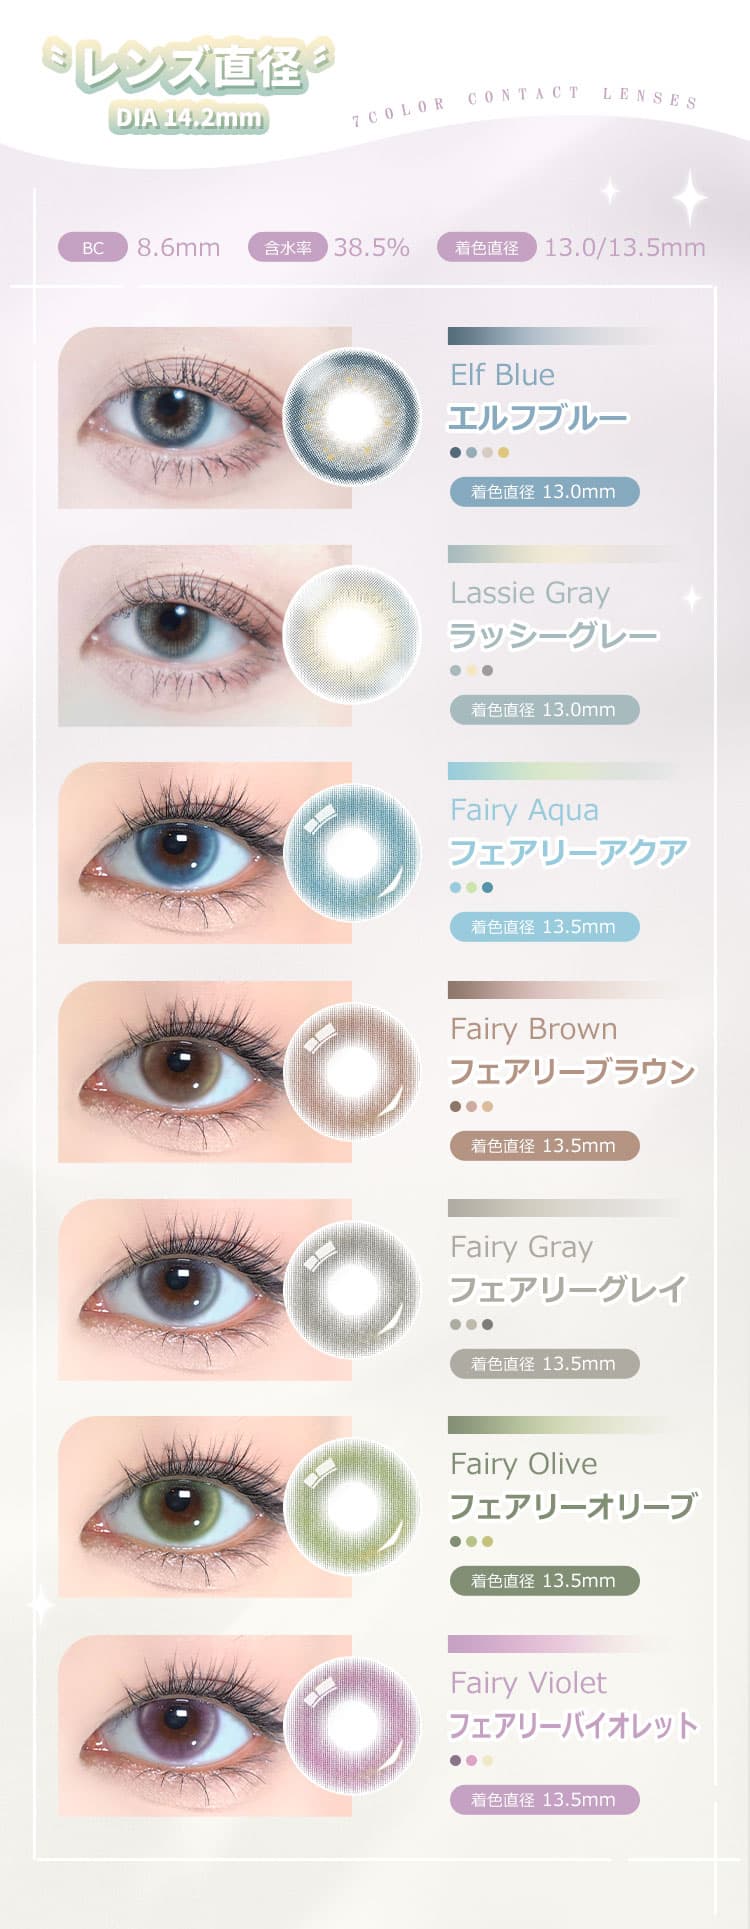 レンズ直径
DIA 14.2mm
7COLOR CONTACT LENSES
BC 8.6mm 含水率 38.5% 着色直径 13.0/13.5mm
Elf Blue
エルフブルー
着色直径 13.0mm
Lassie Gray
ラッシーグレー
着色直径 13.0mm
Fairy Aqua
フェアリーアクア
着色直径 13.5mm
Fairy Brown
フェアリーブラウン
着色直径 13.5mm
Fairy Gray
フェアリーグレイ
着色直径 13.5mm
Fairy Olive
フェアリーオリーブ
着色直径 13.5mm
Fairy Violet
フェアリーバイオレット
着色直径 13.5mm